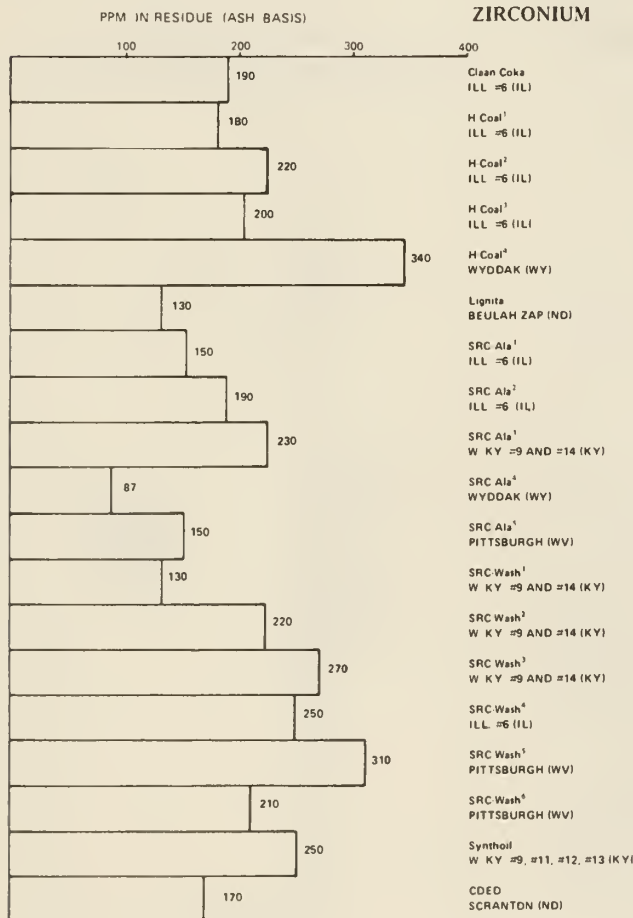 PPM IN RESIDUE (ASH BASIS)
ZIRCONIUM
100 200 300 400
190
Claan Coka
ILL #6 (IL)
180
H Coal¹
ILL #6 (IL)
220
H Coal²
ILL #6 (IL)
200
H Coal³
ILL #6 (IL(
340
H Coal⁴
WYDDAK (WY)
130
Lignita
BEULAH ZAP (ND)
150
SRC Ala¹
ILL #6 (IL)
190
SRC Ala²
ILL #6 (IL)
230
SRC Ala³
W KY #9 AND #14 (KY)
87
SRC Ala⁴
WYDDAK (WY)
150
SRC Ala⁵
PITTSBURGH (WV)
130
SRC-Wash¹
W KY #9 AND #14 (KY)
220
SRC Wash²
W KY #9 AND #14 (KY)
270
SRC Wash³
W KY #9 AND #14 (KY)
250
SRC-Wash⁴
ILL. #6 (IL)
310
SRC Wash⁵
PITTSBURGH (WV)
210
SRC-Wash⁶
PITTSBURGH (WV)
250
Synthoil
W KY #9, #11, #12, #13 (KY)
170
CDED
SCRANTDN (ND)